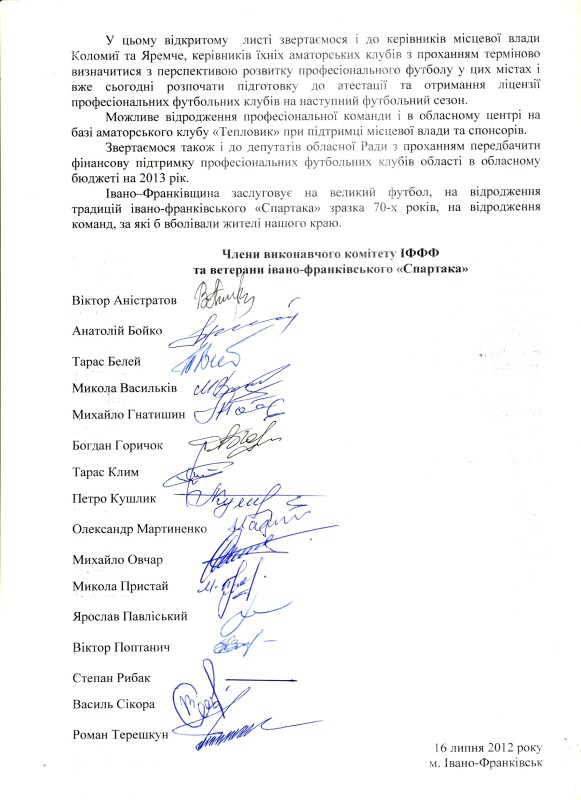 У цьому відкритому листі звертаємося і до керівників місцевої влади
Коломиї та Яремче, керівників їхніх аматорських клубів з проханням терміново
визначитися з перспективою розвитку професіонального футболу у цих містах і
вже сьогодні розпочати підготовку до атестації та отримання ліцензії
професіональних футбольних клубів на наступний футбольний сезон.
Можливе відродження професіональної команди і в обласному центрі на
базі аматорського клубу «Тепловик» при підтримці місцевої влади та спонсорів.
Звертаємося також і до депутатів обласної Ради з проханням передбачити
фінансову підтримку професіональних футбольних клубів області в обласному
бюджеті на 2013 рік.
Івано–Франківщина заслуговує на великий футбол, на відродження
традицій івано-франківського «Спартака» зразка 70-х років, на відродження
команд, за які б вболівали жителі нашого краю.
Члени виконавчого комітету ІФФФ
та ветерани івано-франківського «Спартака»
Віктор Аністратов
Анатолій Бойко
Тарас Белей
Микола Васильків
Михайло Гнатишин
Богдан Горичок
Тарас Клим
Петро Кушлик
Олександр Мартиненко
Михайло Овчар
Микола Пристай
Ярослав Павліський
Віктор Поптанич
Степан Рибак
Василь Сікора
Роман Терешкун
16 липня 2012 року
м. Івано-Франківськ